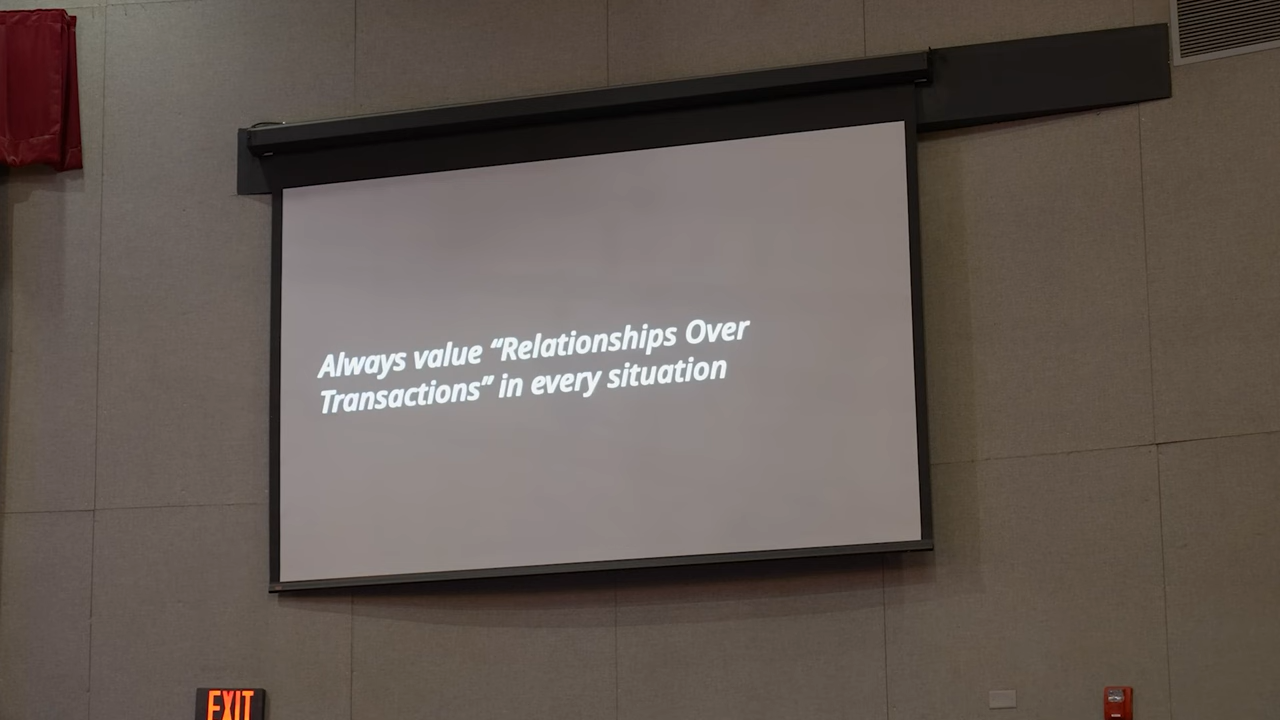 Always value “Relationships Over
Transactions” in every situation
EXIT